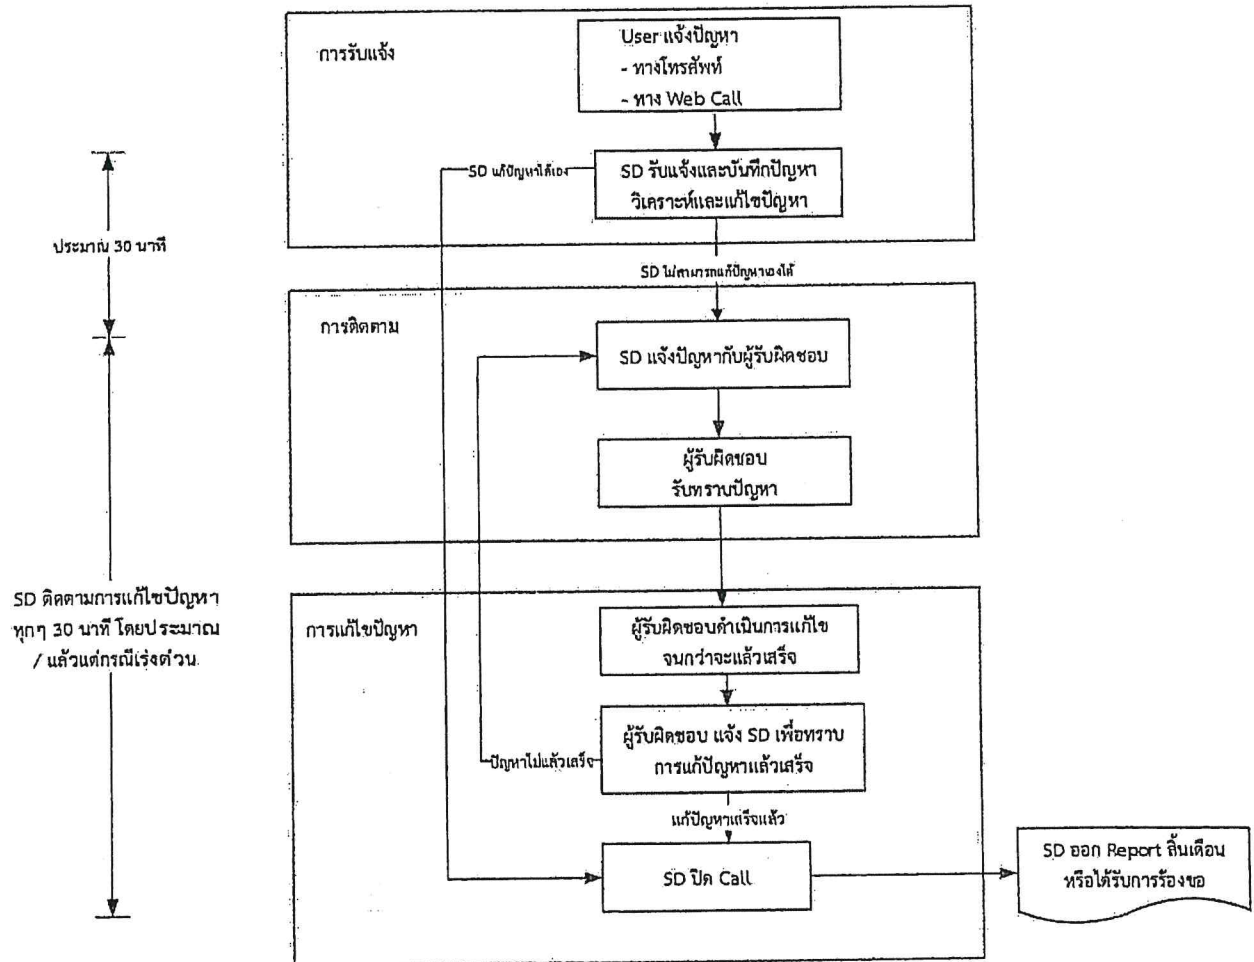 การรับแจ้ง
User แจ้งปัญหา
- ทางโทรศัพท์
- ทาง Web Call
SD แก้ปัญหาได้เอง
SD รับแจ้งและบันทึกปัญหา
วิเคราะห์และแก้ไขปัญหา
ประมาณ 30 นาที
SD ไม่สามารถแก้ปัญหาเองได้
การติดตาม
SD แจ้งปัญหากับผู้รับผิดชอบ
ผู้รับผิดชอบ
รับทราบปัญหา
SD ติดตามการแก้ไขปัญหา
ทุกๆ 30 นาที โดยประมาณ
/ แล้วแต่กรณีเร่งด่วน
การแก้ไขปัญหา
ผู้รับผิดชอบดำเนินการแก้ไข
จนกว่าจะแล้วเสร็จ
ผู้รับผิดชอบ แจ้ง SD เพื่อทราบ
การแก้ปัญหาแล้วเสร็จ
ปัญหาไม่แล้วเสร็จ
แก้ปัญหาเสร็จแล้ว
SD ปิด Call
SD ออก Report สิ้นเดือน
หรือได้รับการร้องขอ